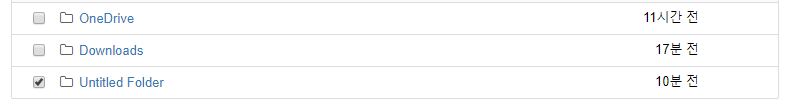 OneDrive 11시간 전
Downloads 17분 전
Untitled Folder 10분 전